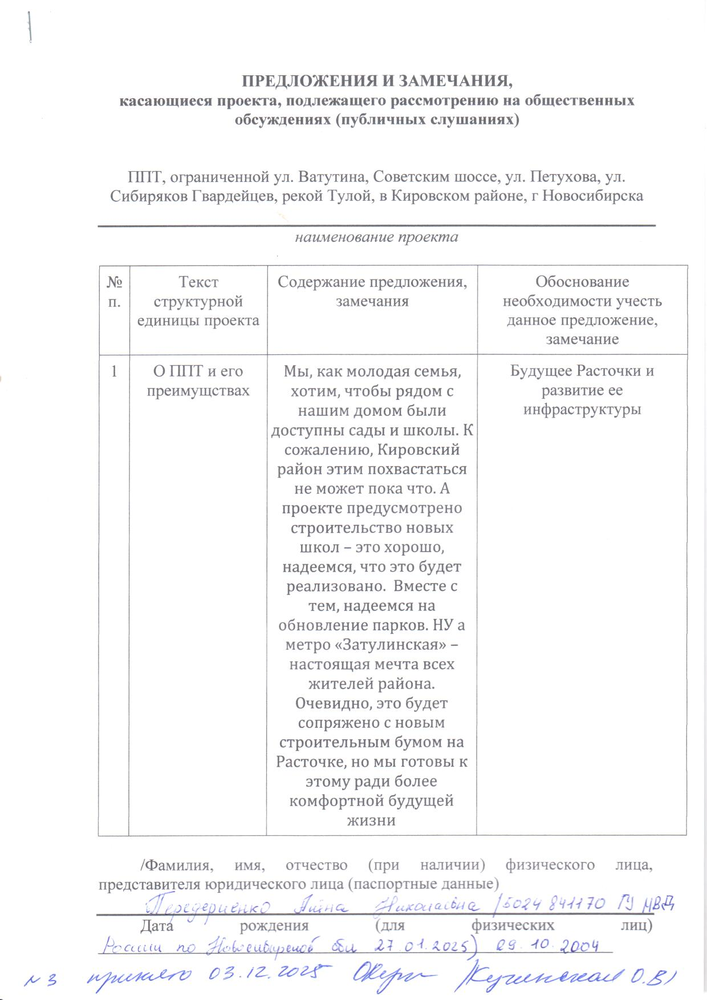 ПРЕДЛОЖЕНИЯ И ЗАМЕЧАНИЯ,
касающиеся проекта, подлежащего рассмотрению на общественных
обсуждениях (публичных слушаниях)
ППТ, ограниченной ул. Ватутина, Советским шоссе, ул. Петухова, ул.
Сибиряков Гвардейцев, рекой Тулой, в Кировском районе, г Новосибирска
наименование проекта
№
п.
Текст
структурной
единицы проекта
Содержание предложения,
замечания
Обоснование
необходимости учесть
данное предложение,
замечание
1
О ППТ и его
преимуществах
Мы, как молодая семья,
хотим, чтобы рядом с
нашим домом были
доступны сады и школы. К
сожалению, Кировский
район этим похвастаться
не может пока что. А
проекте предусмотрено
строительство новых
школ – это хорошо,
надеемся, что это будет
реализовано. Вместе с
тем, надеемся на
обновление парков. НУ а
метро «Затулинская» –
настоящая мечта всех
жителей района.
Очевидно, это будет
сопряжено с новым
строительным бумом на
Расточке, но мы готовы к
этому ради более
комфортной будущей
жизни
Будущее Расточки и
развитие ее
инфраструктуры
/Фамилия, имя, отчество (при наличии) физического лица,
представителя юридического лица (паспортные данные)
Николаевна /5024 841170 ГУ МВД
Дата рождения (для физических лиц)
России по Новосибирской обл 27.01.2025) 29.10.2004
N 3 принято 03.12.2025 О.В)